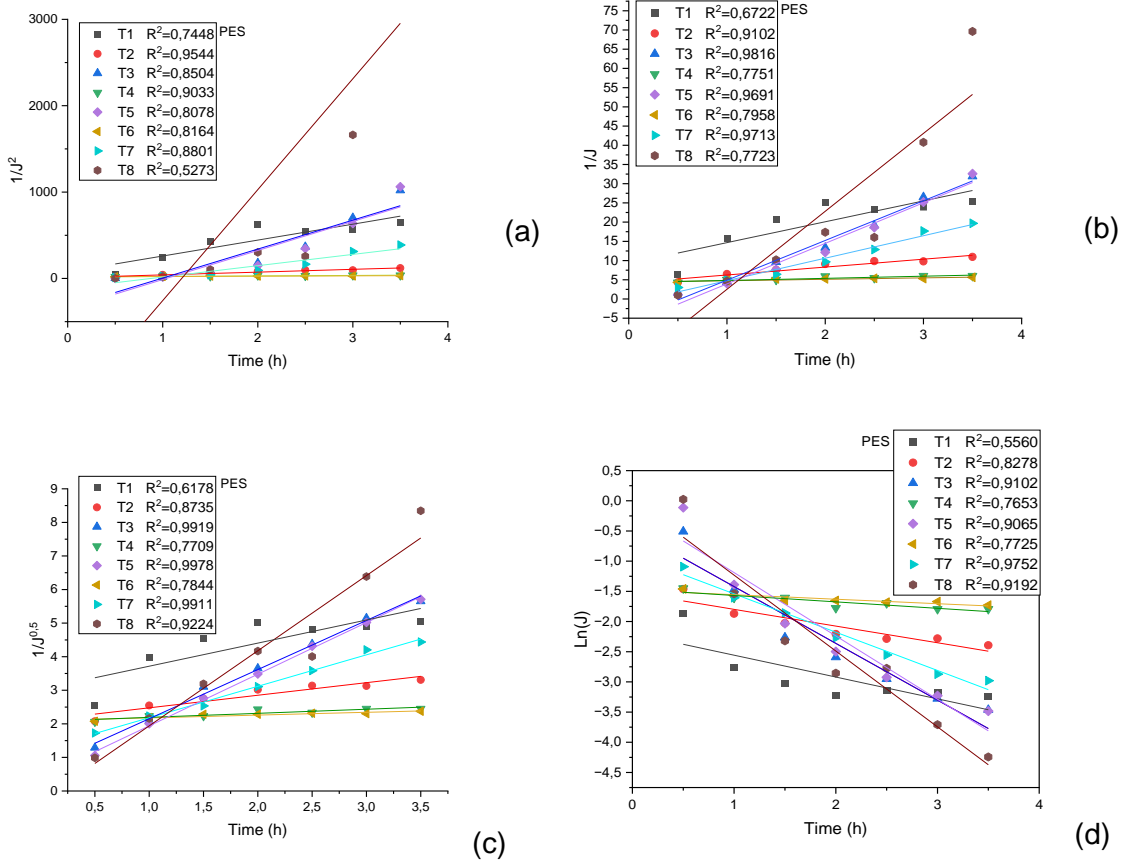 PES
T1 R²=0,7448
T2 R²=0,9544
T3 R²=0,8504
T4 R²=0,9033
T5 R²=0,8078
T6 R²=0,8164
T7 R²=0,8801
T8 R²=0,5273
3000
2000
1000
0
1/J²
0 1 2 3 4
Time (h)
(a)
PES
T1 R²=0,6722
T2 R²=0,9102
T3 R²=0,9816
T4 R²=0,7751
T5 R²=0,9691
T6 R²=0,7958
T7 R²=0,9713
T8 R²=0,7723
75
70
65
60
55
50
45
40
35
30
25
20
15
10
5
0
−5
1/J
0 1 2 3 4
Time (h)
(b)
PES
T1 R²=0,6178
T2 R²=0,8735
T3 R²=0,9919
T4 R²=0,7709
T5 R²=0,9978
T6 R²=0,7844
T7 R²=0,9911
T8 R²=0,9224
9
8
7
6
5
4
3
2
1
0
1/J⁰,⁵
0,5 1,0 1,5 2,0 2,5 3,0 3,5
Time (h)
(c)
PES
T1 R²=0,5560
T2 R²=0,8278
T3 R²=0,9102
T4 R²=0,7653
T5 R²=0,9065
T6 R²=0,7725
T7 R²=0,9752
T8 R²=0,9192
0,5
0,0
−0,5
−1,0
−1,5
−2,0
−2,5
−3,0
−3,5
−4,0
−4,5
Ln(J)
0 1 2 3 4
Time (h)
(d)